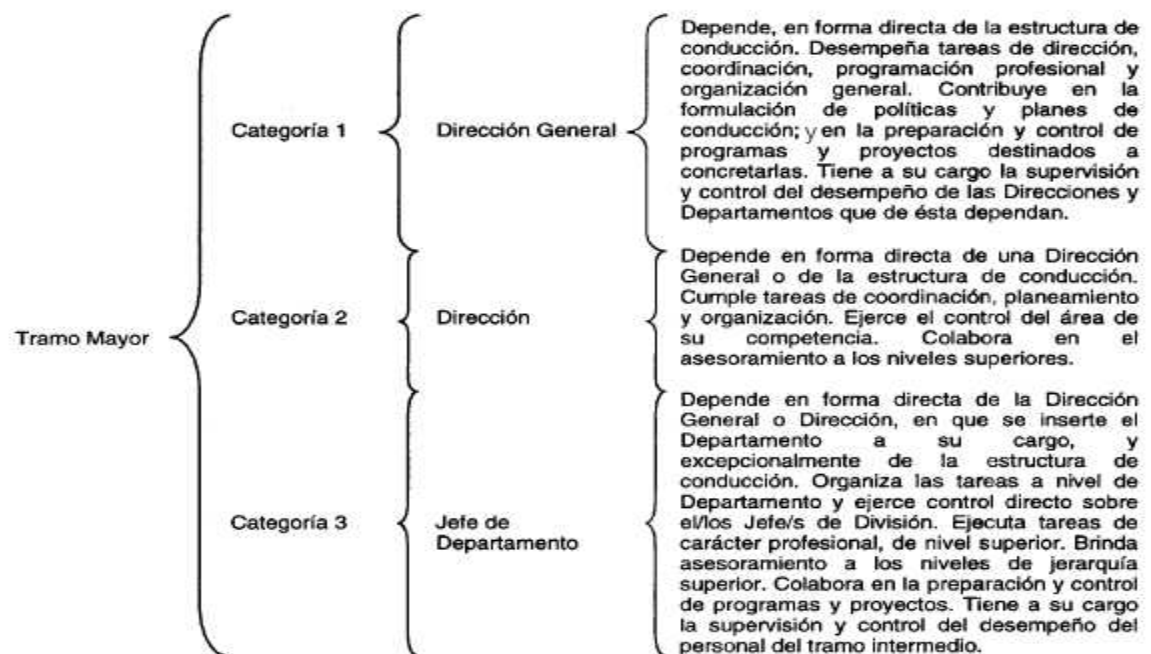 Tramo Mayor
Categoría 1
Dirección General
Depende, en forma directa de la estructura de
conducción. Desempeña tareas de dirección,
coordinación, programación profesional y
organización general. Contribuye en la
formulación de políticas y planes de
conducción; y en la preparación y control de
programas y proyectos destinados a
concretarlas. Tiene a su cargo la supervisión
y control del desempeño de las Direcciones y
Departamentos que de ésta dependan.
Categoría 2
Dirección
Depende en forma directa de una Dirección
General o de la estructura de conducción.
Cumple tareas de coordinación, planeamiento
y organización. Ejerce el control del área de
su competencia. Colabora en el
asesoramiento a los niveles superiores.
Categoría 3
Jefe de
Departamento
Depende en forma directa de la Dirección
General o Dirección, en que se inserte el
Departamento a su cargo, y
excepcionalmente de la estructura de
conducción. Organiza las tareas a nivel de
Departamento y ejerce control directo sobre
el/los Jefe/s de División. Ejecuta tareas de
carácter profesional, de nivel superior. Brinda
asesoramiento a los niveles de jerarquía
superior. Colabora en la preparación y control
de programas y proyectos. Tiene a su cargo
la supervisión y control del desempeño del
personal del tramo intermedio.